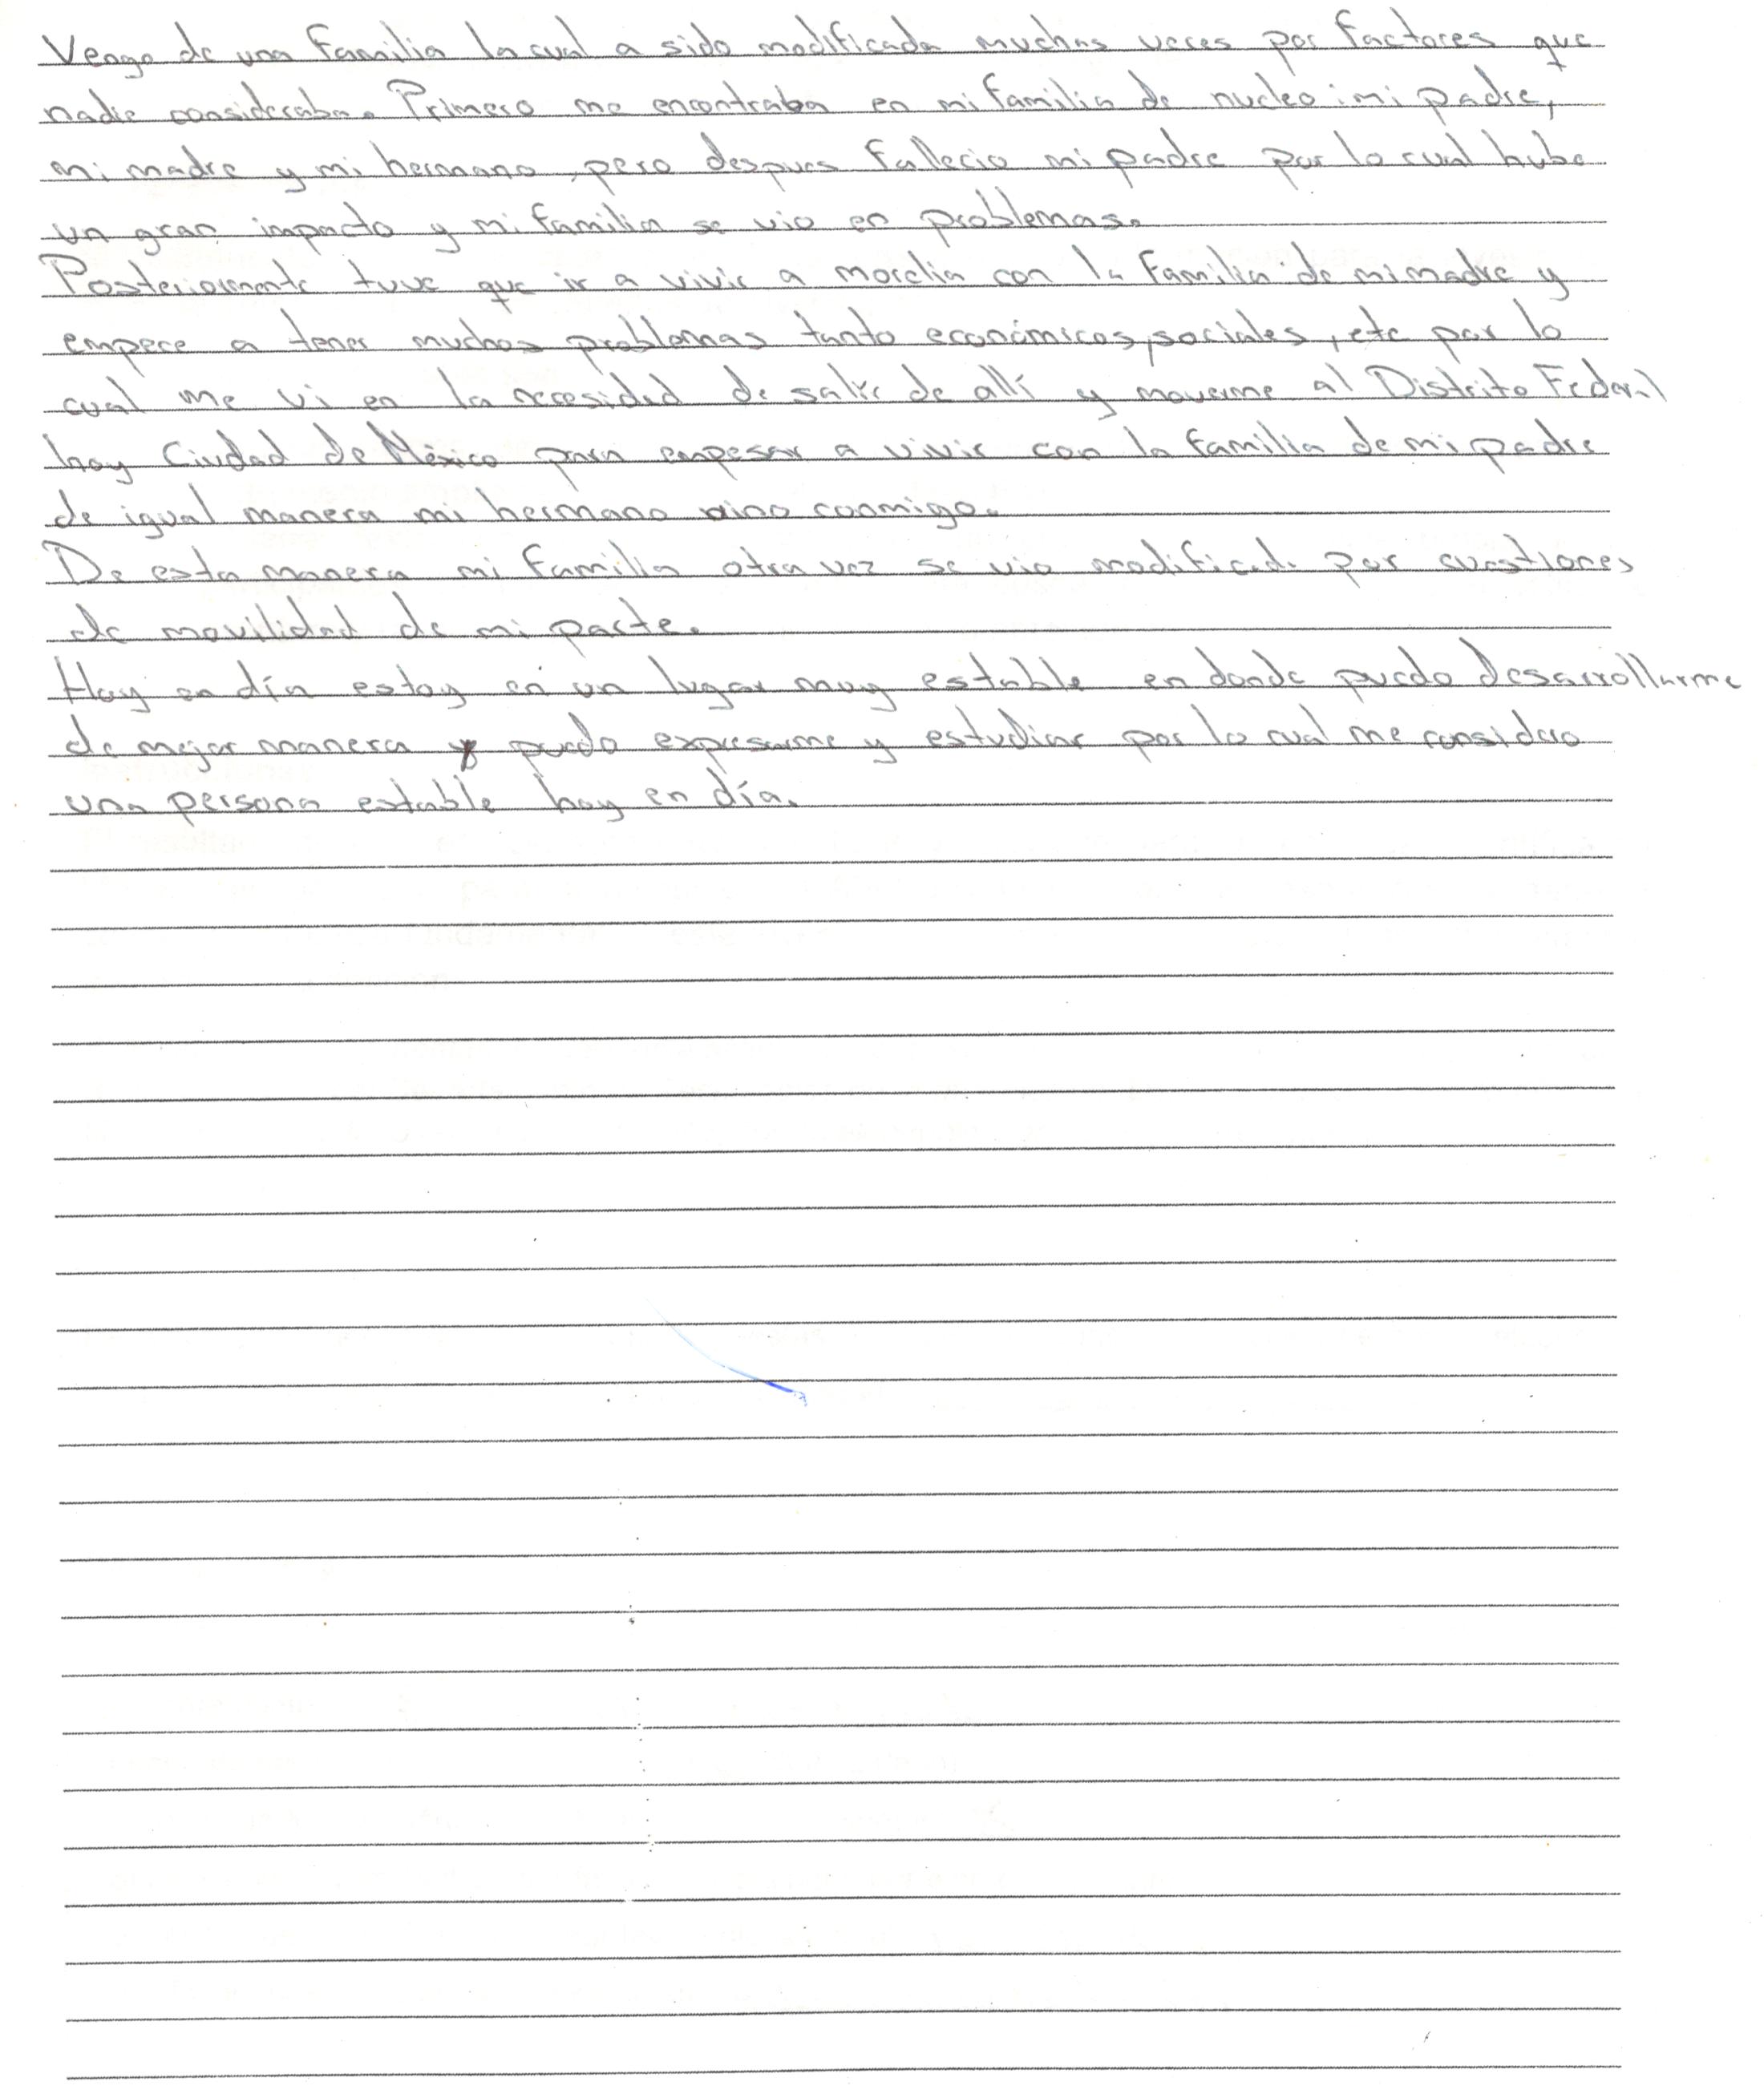 Vengo de una familia la cual a sido modificada muchas veces por factores que
nadie consideraba. Primero me encontraba en mi familia de nucleo: mi padre,
mi madre y mi hermano, pero despues fallecio mi padre por lo cual hubo
un gran impacto y mi familia se vio en problemas.
Posteriormente tuve que ir a vivir a morelia con la familia de mi madre y
empece a tener muchos problemas tanto económicos, sociales, etc por lo
cual me vi en la necesidad de salir de allí y moverme al Distrito Federal
hoy Ciudad de México para empesar a vivir con la familia de mi padre
de igual manera mi hermano vino conmigo.
De esta manera mi familia otra vez se vio modificada por cuestiones
de movilidad de mi parte.
Hoy en día estoy en un lugar muy estable en donde puedo desarrollarme
de mejor manera y puedo expresarme y estudiar por lo cual me considero
una persona estable hoy en día.